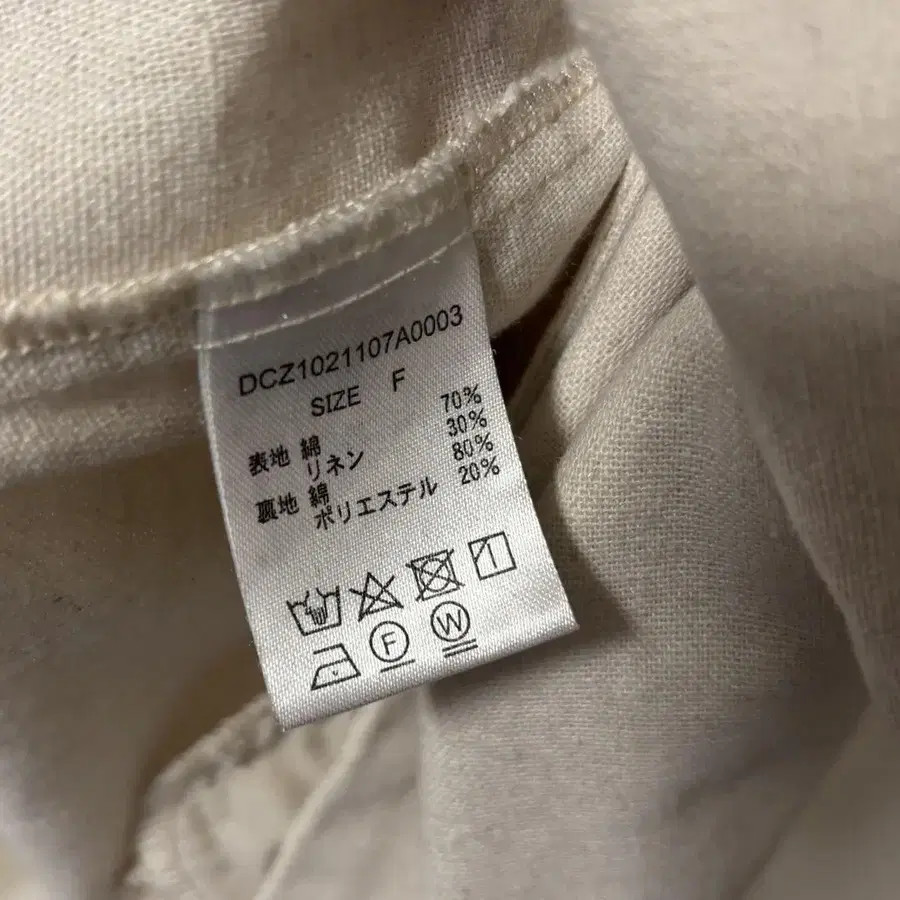 DCZ1021107A0003
SIZE F
表地 綿 70%
リネン 30%
裏地 綿 80%
ポリエステル 20%
F W